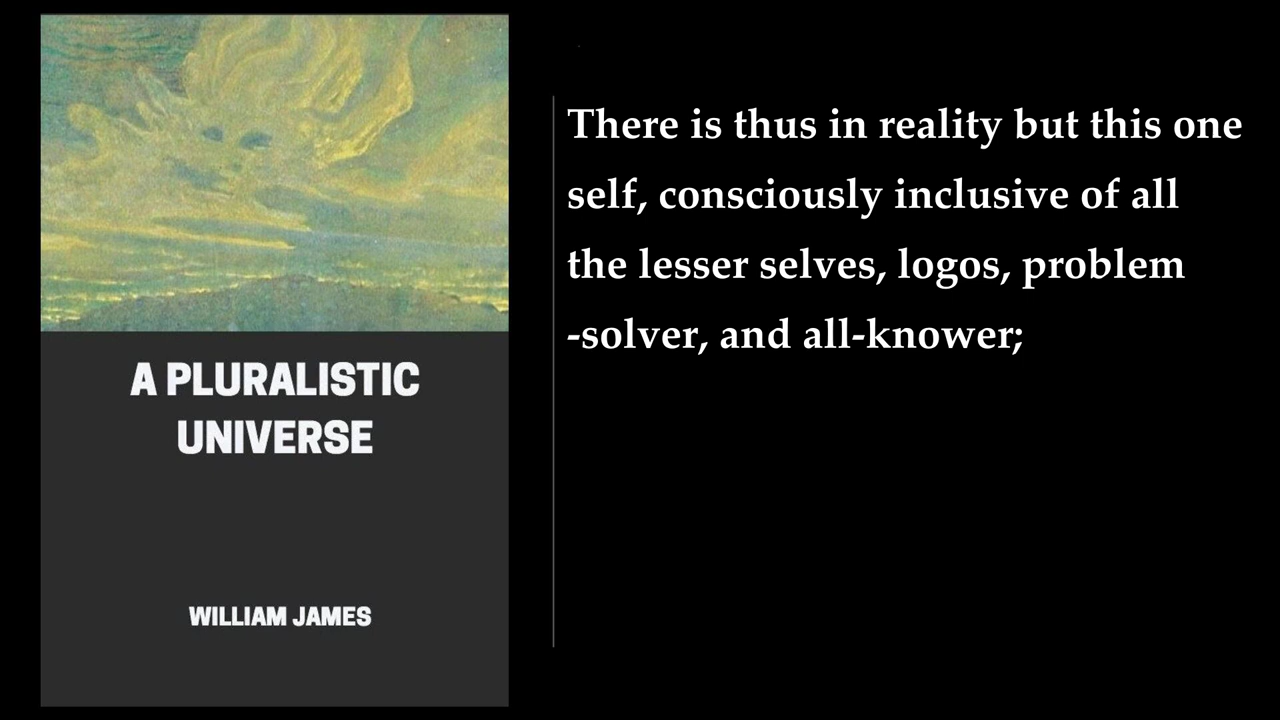 A PLURALISTIC
UNIVERSE
WILLIAM JAMES
There is thus in reality but this one
self, consciously inclusive of all
the lesser selves, logos, problem
-solver, and all-knower;